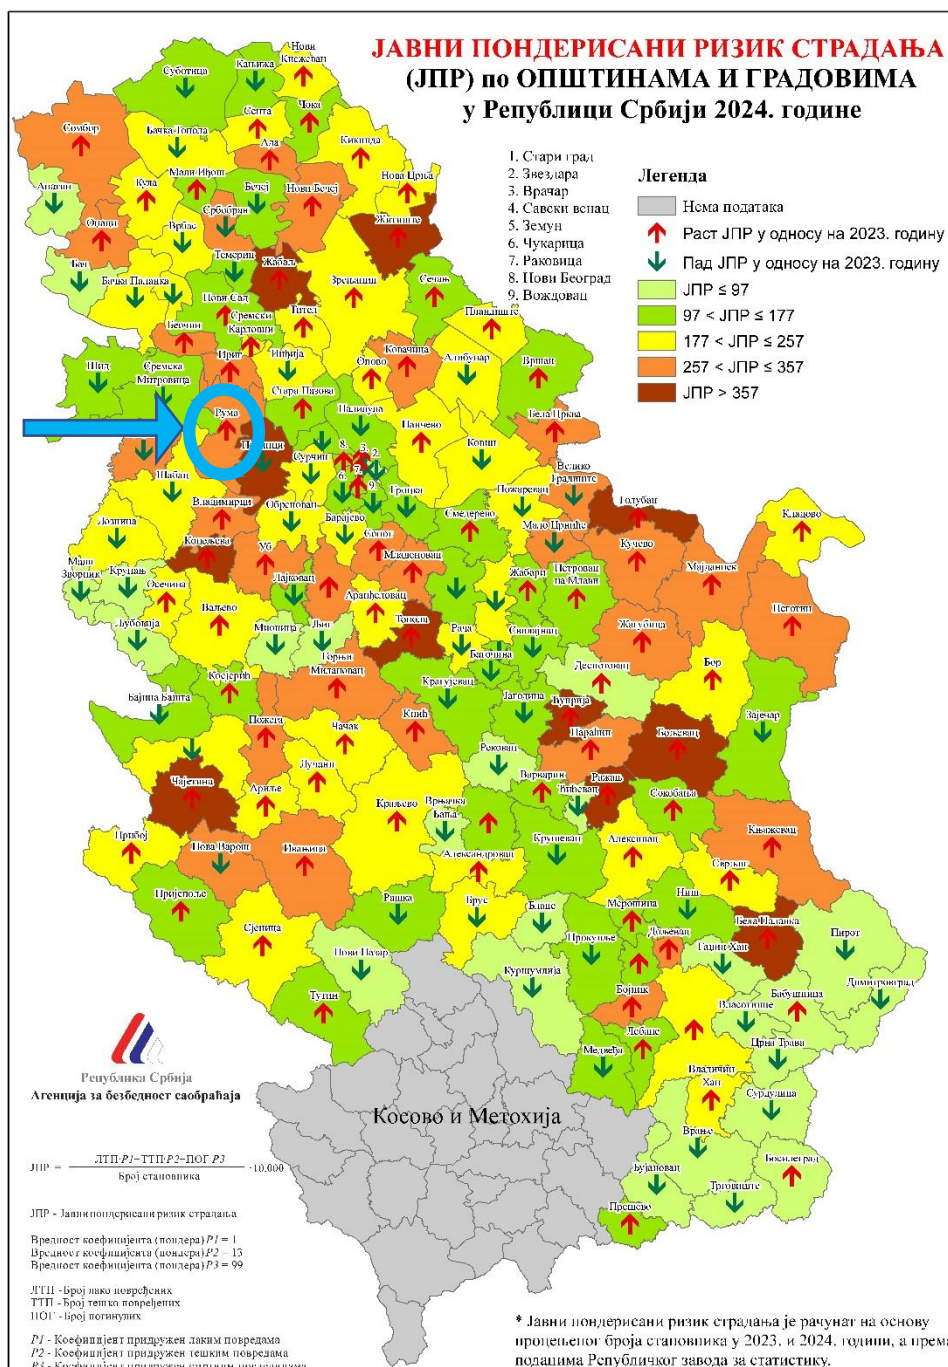 ЈАВНИ ПОНДЕРИСАНИ РИЗИК СТРАДАЊА
(ЈПР) по ОПШТИНАМА И ГРАДОВИМА
у Републици Србији 2024. године
1. Стари град
2. Звездара
3. Врачар
4. Савски венац
5. Земун
6. Чукарица
7. Раковица
8. Нови Београд
9. Вождовац
Легенда
Нема података
Раст ЈПР у односу на 2023. годину
Пад ЈПР у односу на 2023. годину
ЈПР ≤ 97
97 < ЈПР ≤ 177
177 < ЈПР ≤ 257
257 < ЈПР ≤ 357
ЈПР > 357
Суботица
Кањижа
Нови
Кнежевац
Сомбор
Бачка Топола
Сента
Чока
Ада
Кикинда
Апатин
Кула
Мали Иђош
Бечеј
Нови Бечеј
Нова Црња
Оџаци
Врбас
Србобран
Житиште
Бач
Бачка Паланка
Темерин
Жабаљ
Зрењанин
Сечањ
Нови Сад
Сремски
Карловци
Тител
Пландиште
Беочин
Ириг
Инђија
Опово
Ковачица
Алибунар
Вршац
Шид
Сремска
Митровица
Рума
Стара Пазова
Палилула
Панчево
Бела Црква
Сурчин
Ковин
Шабац
Гроцка
Пожаревац
Велико
Градиште
Голубац
Кладово
Владимирци
Обреновац
Барајево
Сопот
Смедерево
Мало Црниће
Кучево
Лозница
Коцељева
Уб
Младеновац
Мајданпек
Мали
Зворник
Крупањ
Осечина
Лајковац
Аранђеловац
Жабари
Петровац
на Млави
Неготин
Љубовија
Ваљево
Мионица
Љиг
Топола
Рача
Свилајнац
Жагубица
Горњи
Милановац
Баточина
Деспотовац
Бор
Бајина Башта
Косјерић
Крагујевац
Јагодина
Ћуприја
Зајечар
Пожега
Чачак
Кнић
Рековац
Параћин
Бољевац
Чајетина
Ариље
Лучани
Варварин
Ћићевац
Ражањ
Сокобања
Краљево
Врњачка
Бања
Крушевац
Алексинац
Књажевац
Прибој
Нова Варош
Ивањица
Александровац
Сврљиг
Пријепоље
Рашка
Брус
Блаце
Мерошина
Ниш
Бела Паланка
Сјеница
Прокупље
Дољевац
Гаџин Хан
Пирот
Нови Пазар
Куршумлија
Бојник
Власотинце
Бабушница
Димитровград
Тутин
Лебане
Медвеђа
Црна Трава
Владичин
Хан
Сурдулица
Косово и Метохија
Врање
Бујановац
Босилеград
Трговиште
Прешево
Република Србија
Агенција за безбедност саобраћаја
Број становника
ЈПР - Јавни пондерисани ризик страдања
Вредност коефицијента (пондера) P1 = 1
Вредност коефицијента (пондера) P2 = 13
Вредност коефицијента (пондера) P3 = 99
ЛТП - Број лако повређених
ТТП - Број тешко повређених
ПОГ - Број погинулих
P1 - Коефицијент придружен лаким повредама
P2 - Коефицијент придружен тешким повредама
* Јавни пондерисани ризик страдања је рачунат на основу
процењеног броја становника у 2023. и 2024. години, а према
подацима Републичког завода за статистику.